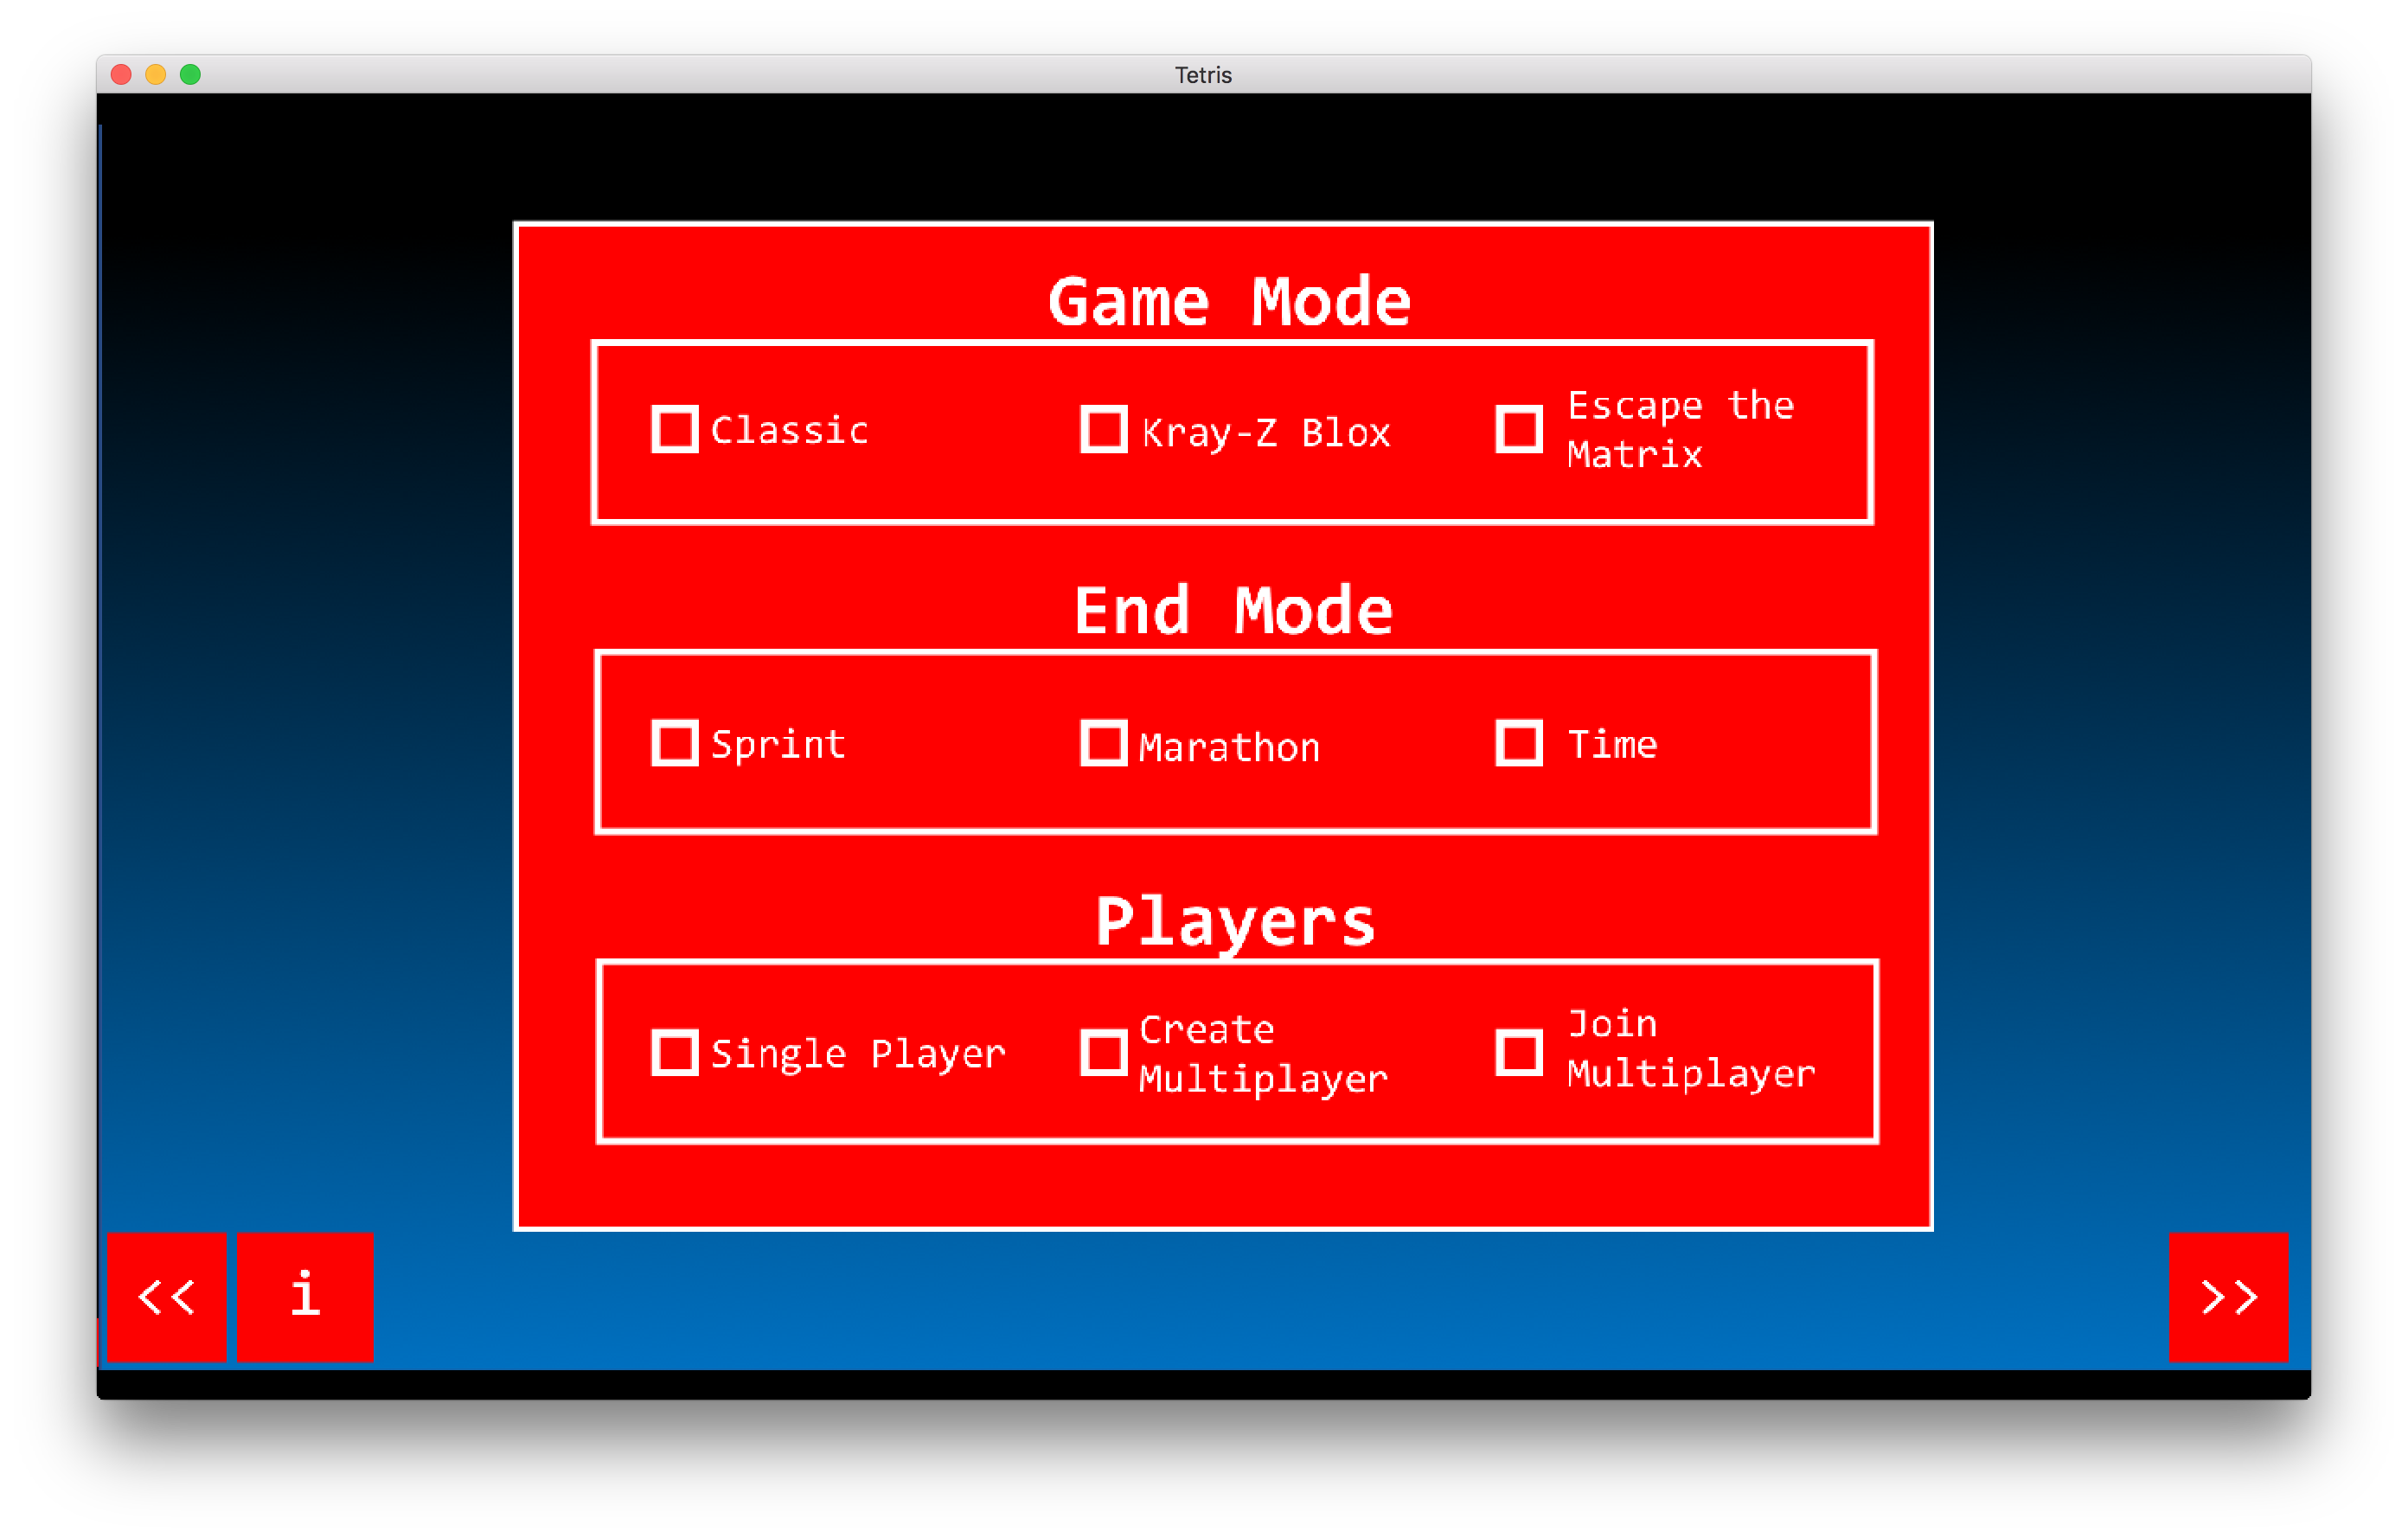 Tetris
Game Mode
Classic
Kray-Z Blox
Escape the
Matrix
End Mode
Sprint
Marathon
Time
Players
Single Player
Create
Multiplayer
Join
Multiplayer
<<
i
>>